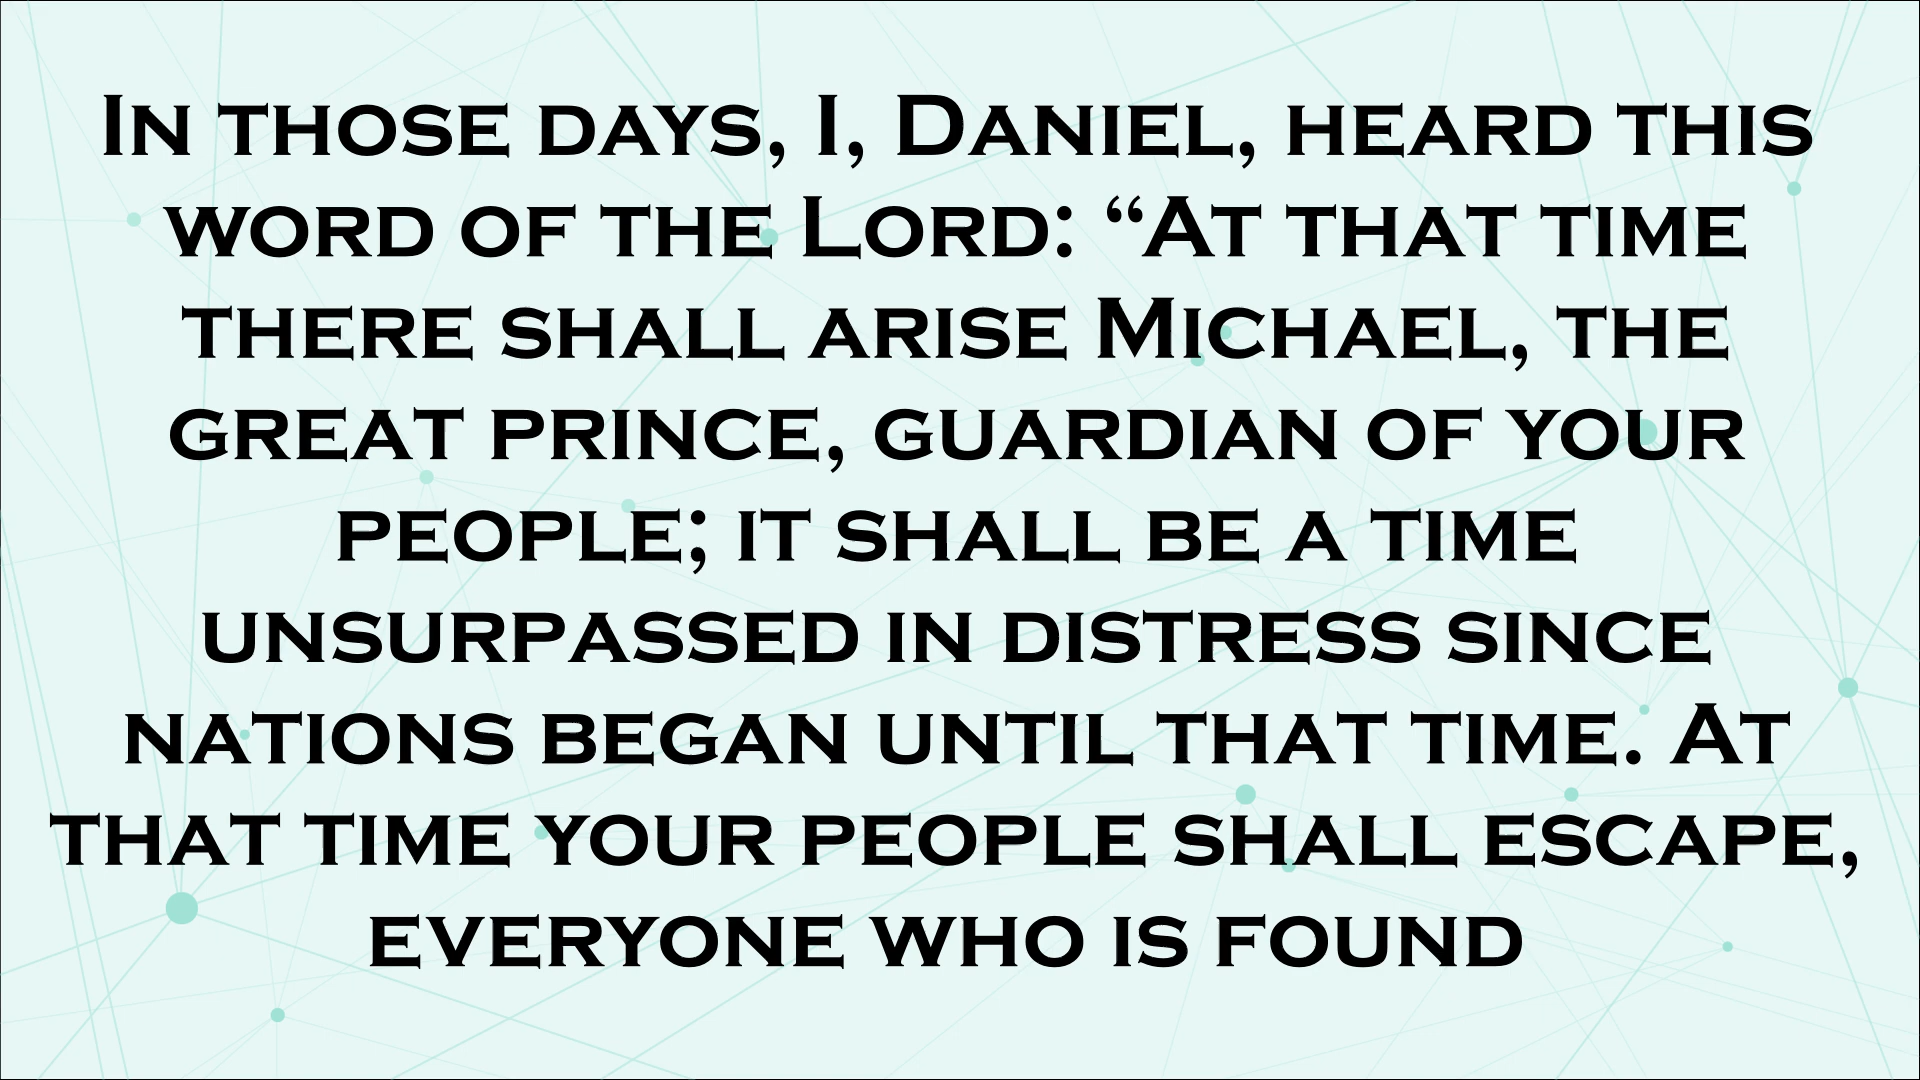 In those days, I, Daniel, heard this
word of the Lord: “At that time
there shall arise Michael, the
great prince, guardian of your
people; it shall be a time
unsurpassed in distress since
nations began until that time. At
that time your people shall escape,
everyone who is found